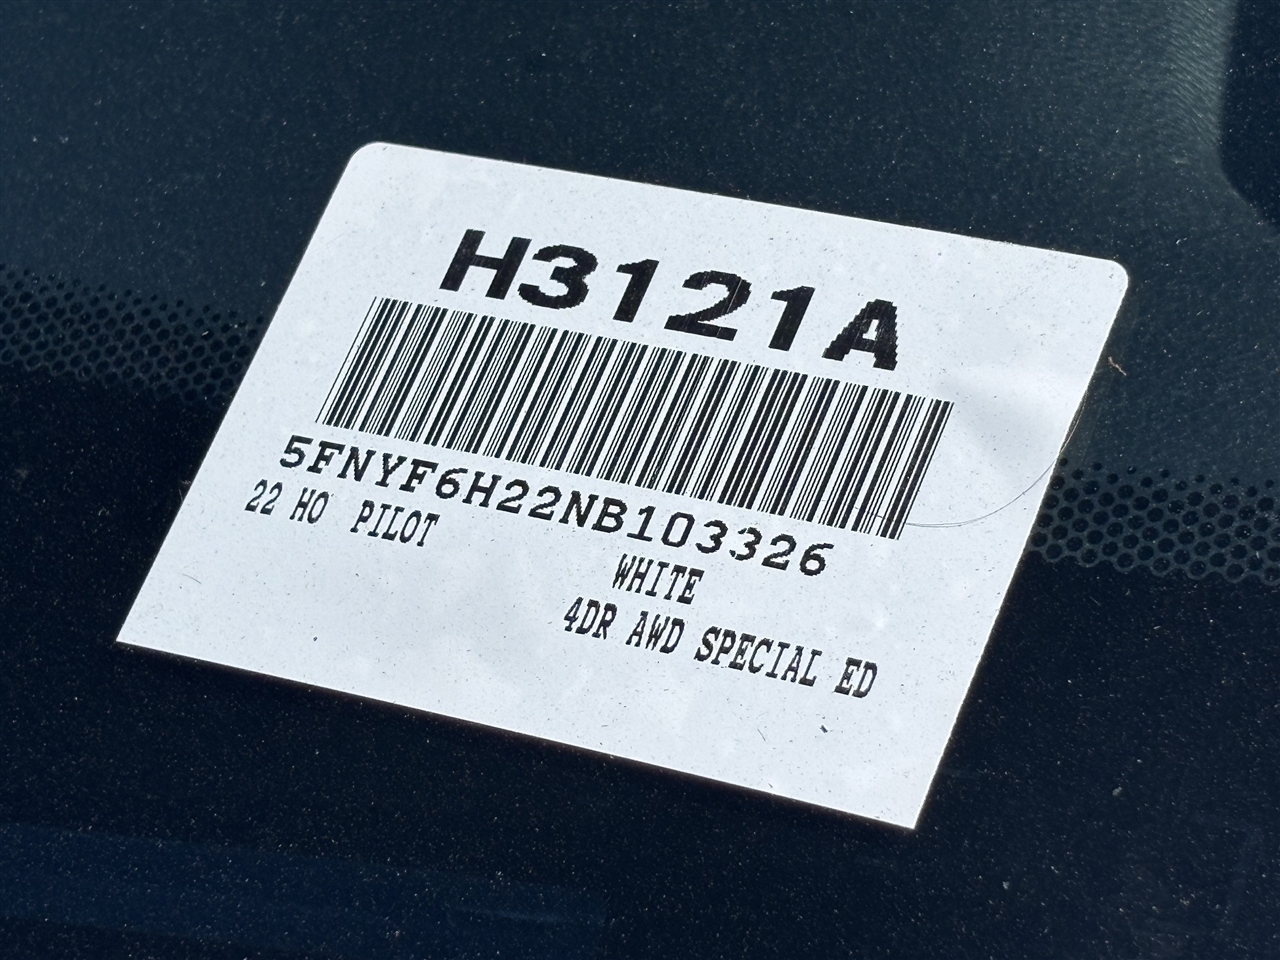 H3121A
5FNYF6H22NB103326
22 HO PILOT
WHITE
4DR AWD SPECIAL ED